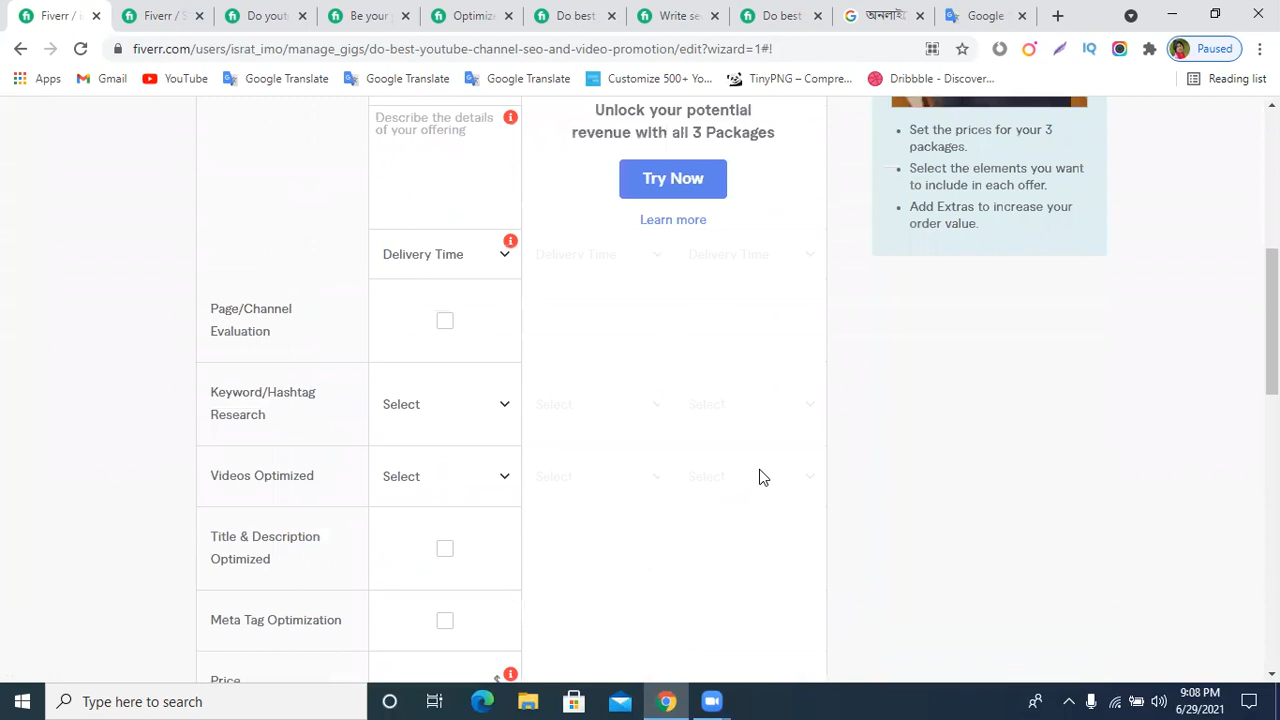 Fiverr / 
Fiverr / S
Do yout
Be your
Optimiz
Do best
Write se
Do best
অনলাই
Google
fiverr.com/users/israt_imo/manage_gigs/do-best-youtube-channel-seo-and-video-promotion/edit?wizard=1#!
IQ
Paused
Apps
Gmail
YouTube
Google Translate
Google Translate
Google Translate
Customize 500+ Yo...
TinyPNG – Compre...
Dribbble - Discover...
Reading list
Describe the details
of your offering
Unlock your potential
revenue with all 3 Packages
Try Now
Learn more
• Set the prices for your 3
packages.
• Select the elements you want
to include in each offer.
• Add Extras to increase your
order value.
Delivery Time
Delivery Time
Delivery Time
Page/Channel
Evaluation
Keyword/Hashtag
Research
Select
Select
Select
Videos Optimized
Select
Select
Select
Title & Description
Optimized
Meta Tag Optimization
Price
$
Type here to search
9:08 PM
6/29/2021